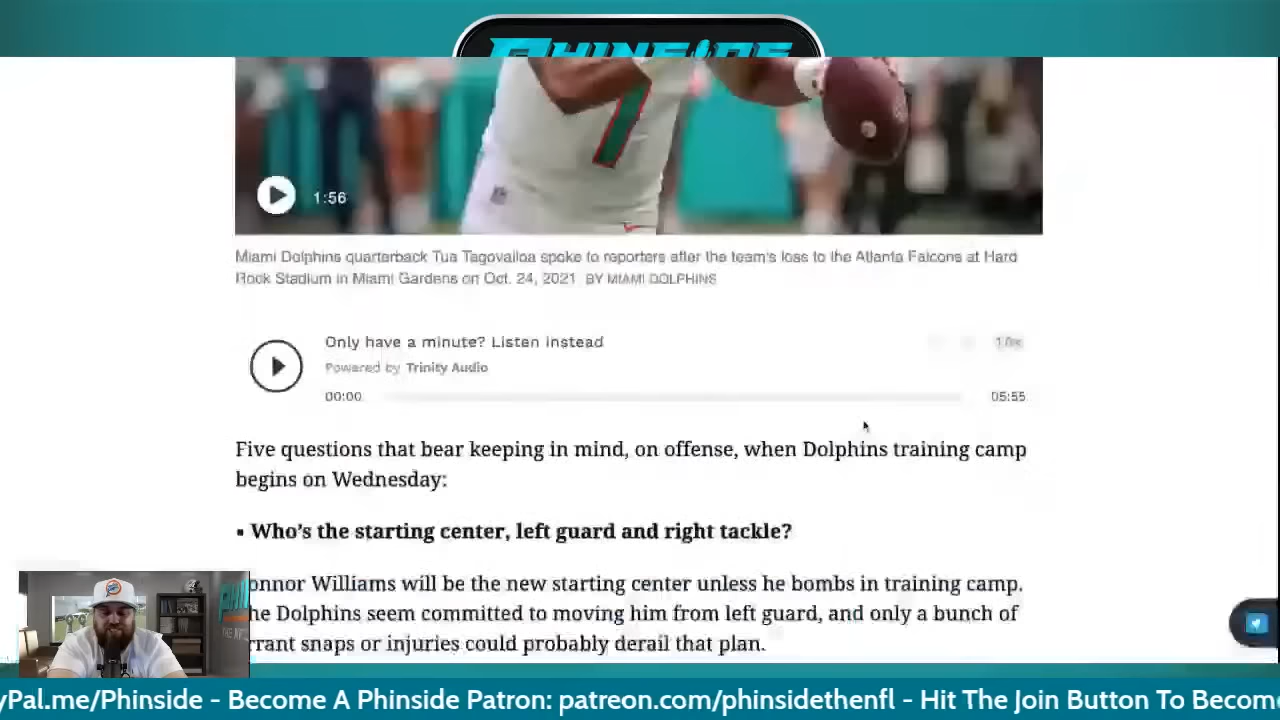 PHINSIDE
1:56
Miami Dolphins quarterback Tua Tagovailoa spoke to reporters after the team's loss to the Atlanta Falcons at Hard
Rock Stadium in Miami Gardens on Oct. 24, 2021 BY MIAMI DOLPHINS
Only have a minute? Listen instead
1.0x
Powered by Trinity Audio
00:00
05:55
Five questions that bear keeping in mind, on offense, when Dolphins training camp
begins on Wednesday:
▪ Who's the starting center, left guard and right tackle?
onnor Williams will be the new starting center unless he bombs in training camp.
he Dolphins seem committed to moving him from left guard, and only a bunch of
rrant snaps or injuries could probably derail that plan.
yPal.me/Phinside - Become A Phinside Patron: patreon.com/phinsidethenfl - Hit The Join Button To Become